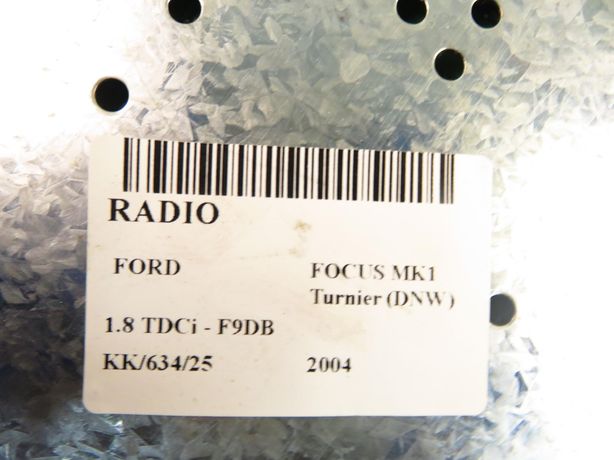 RADIO
FORD FOCUS MK1
Turnier (DNW)
1.8 TDCi - F9DB
KK/634/25 2004